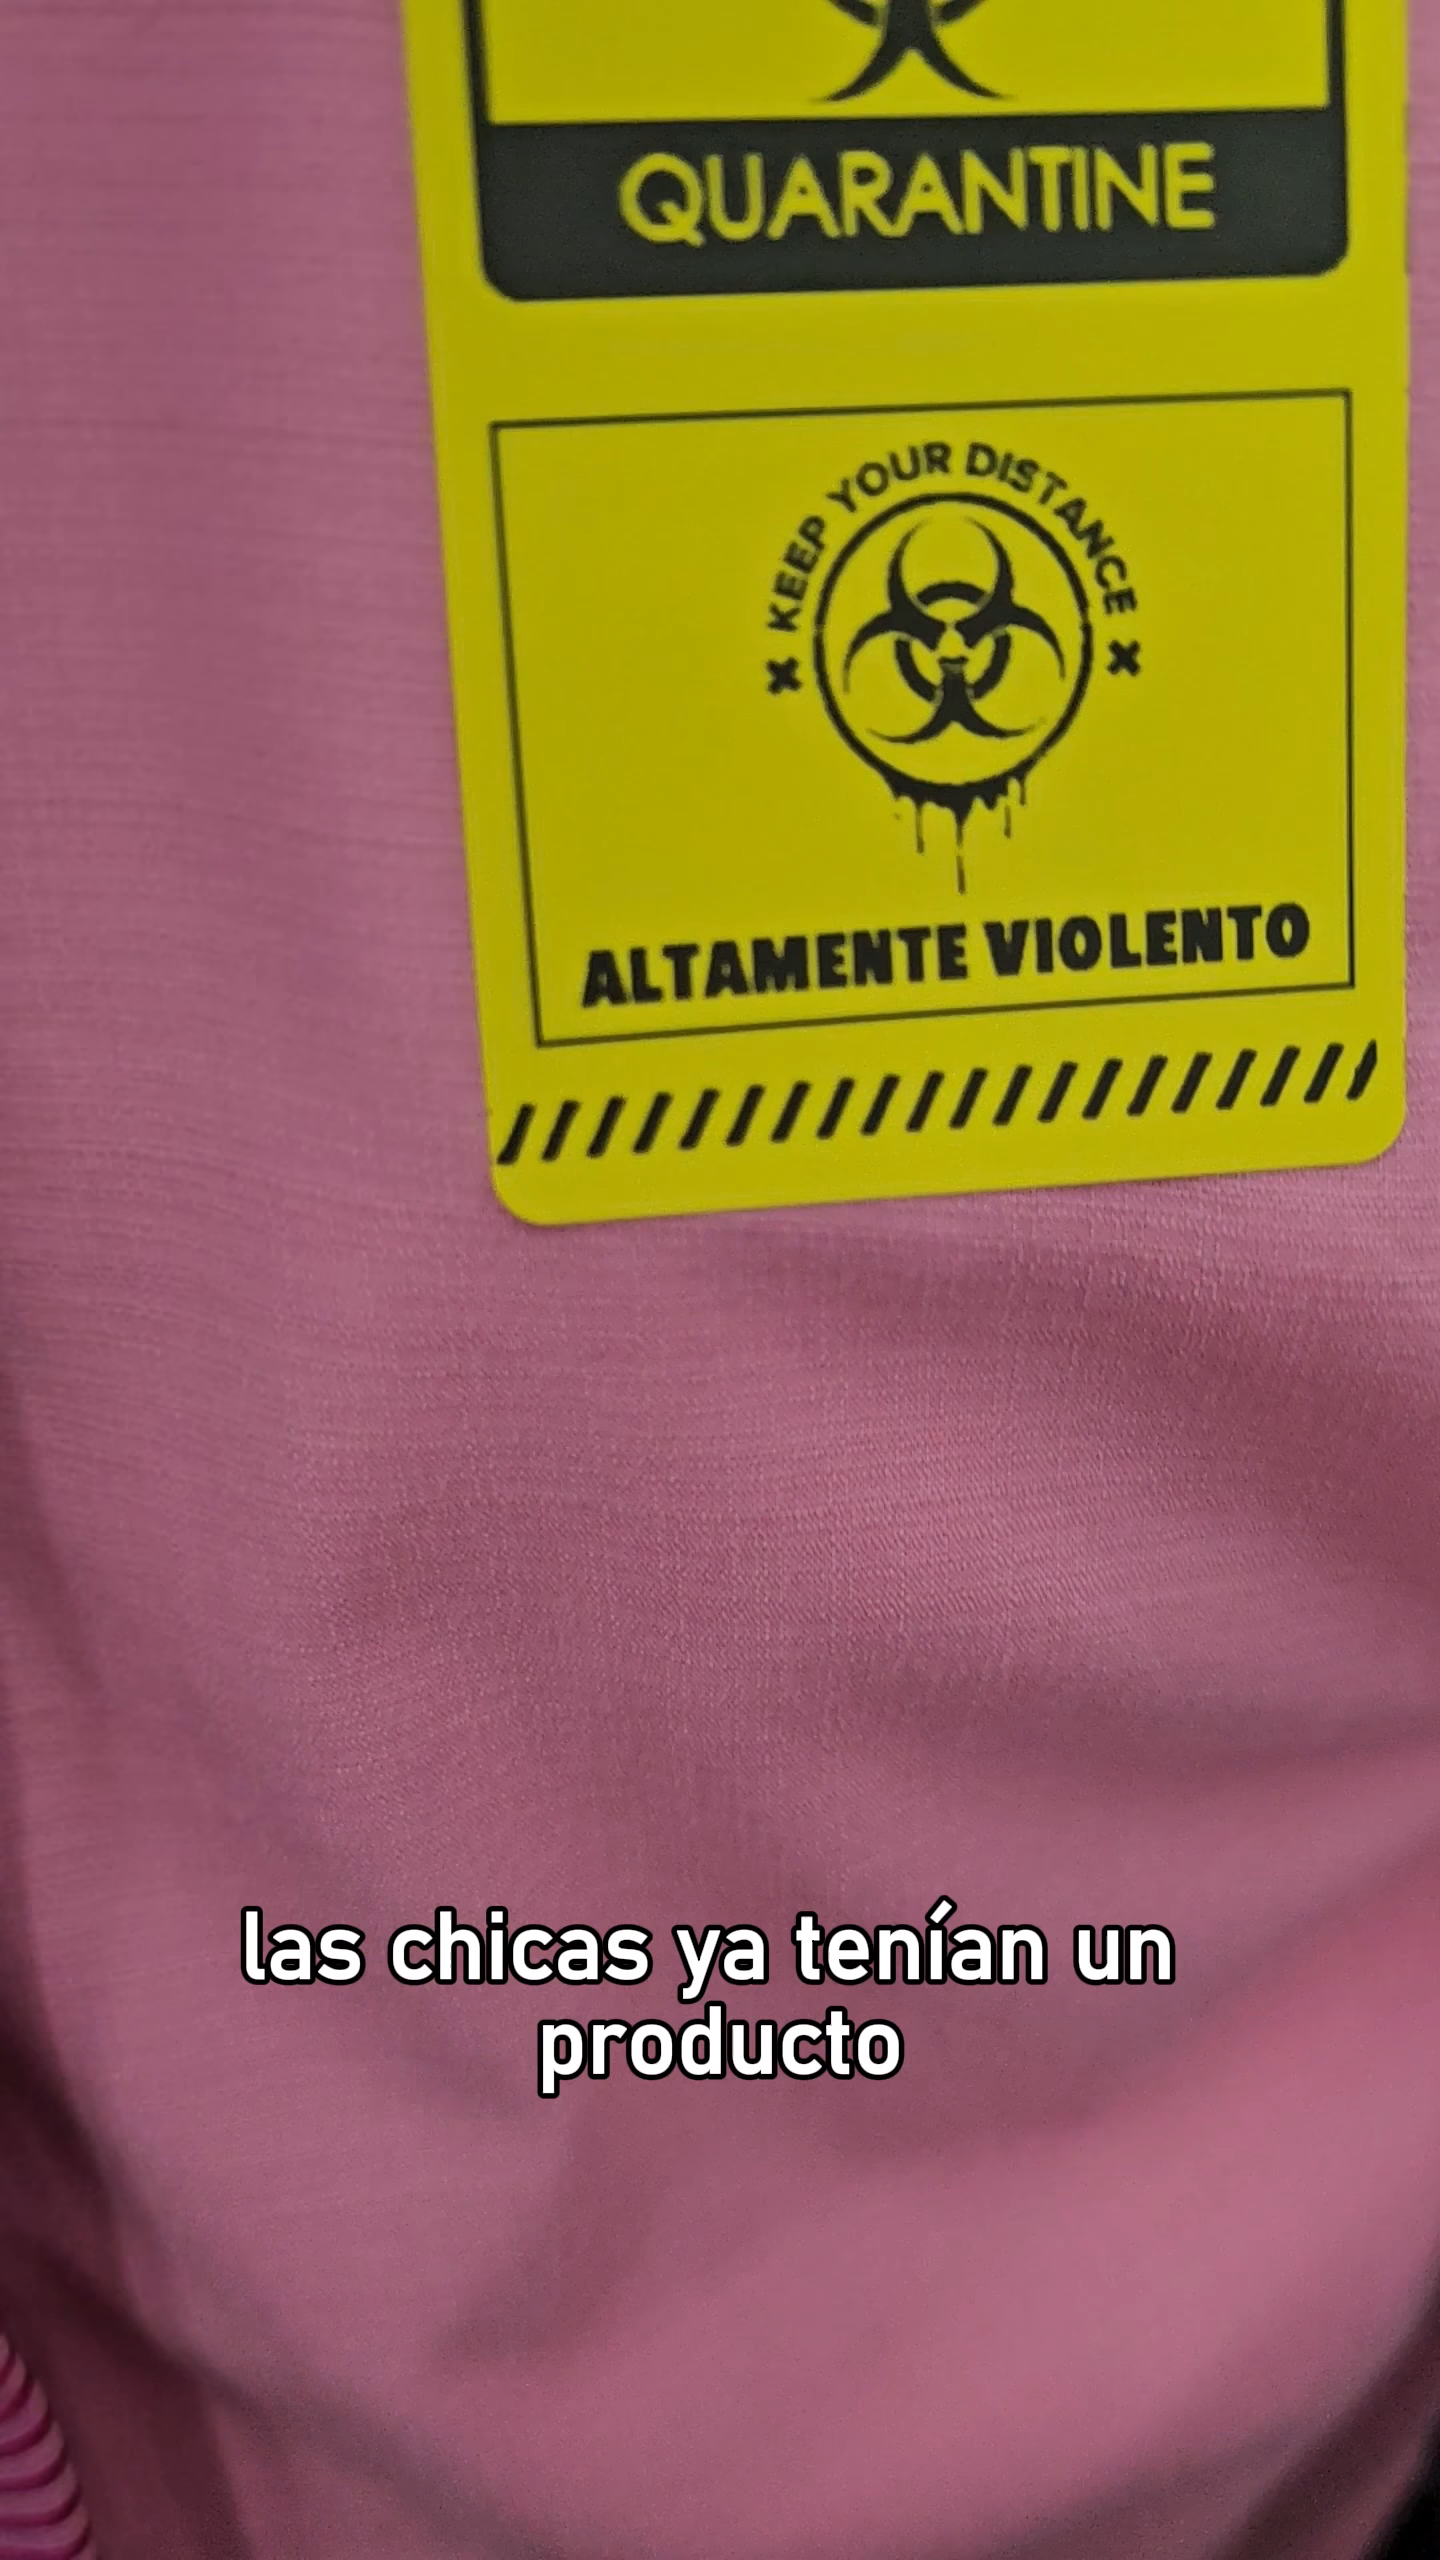 QUARANTINE
× KEEP YOUR DISTANCE ×
ALTAMENTE VIOLENTO
las chicas ya tenían un
producto